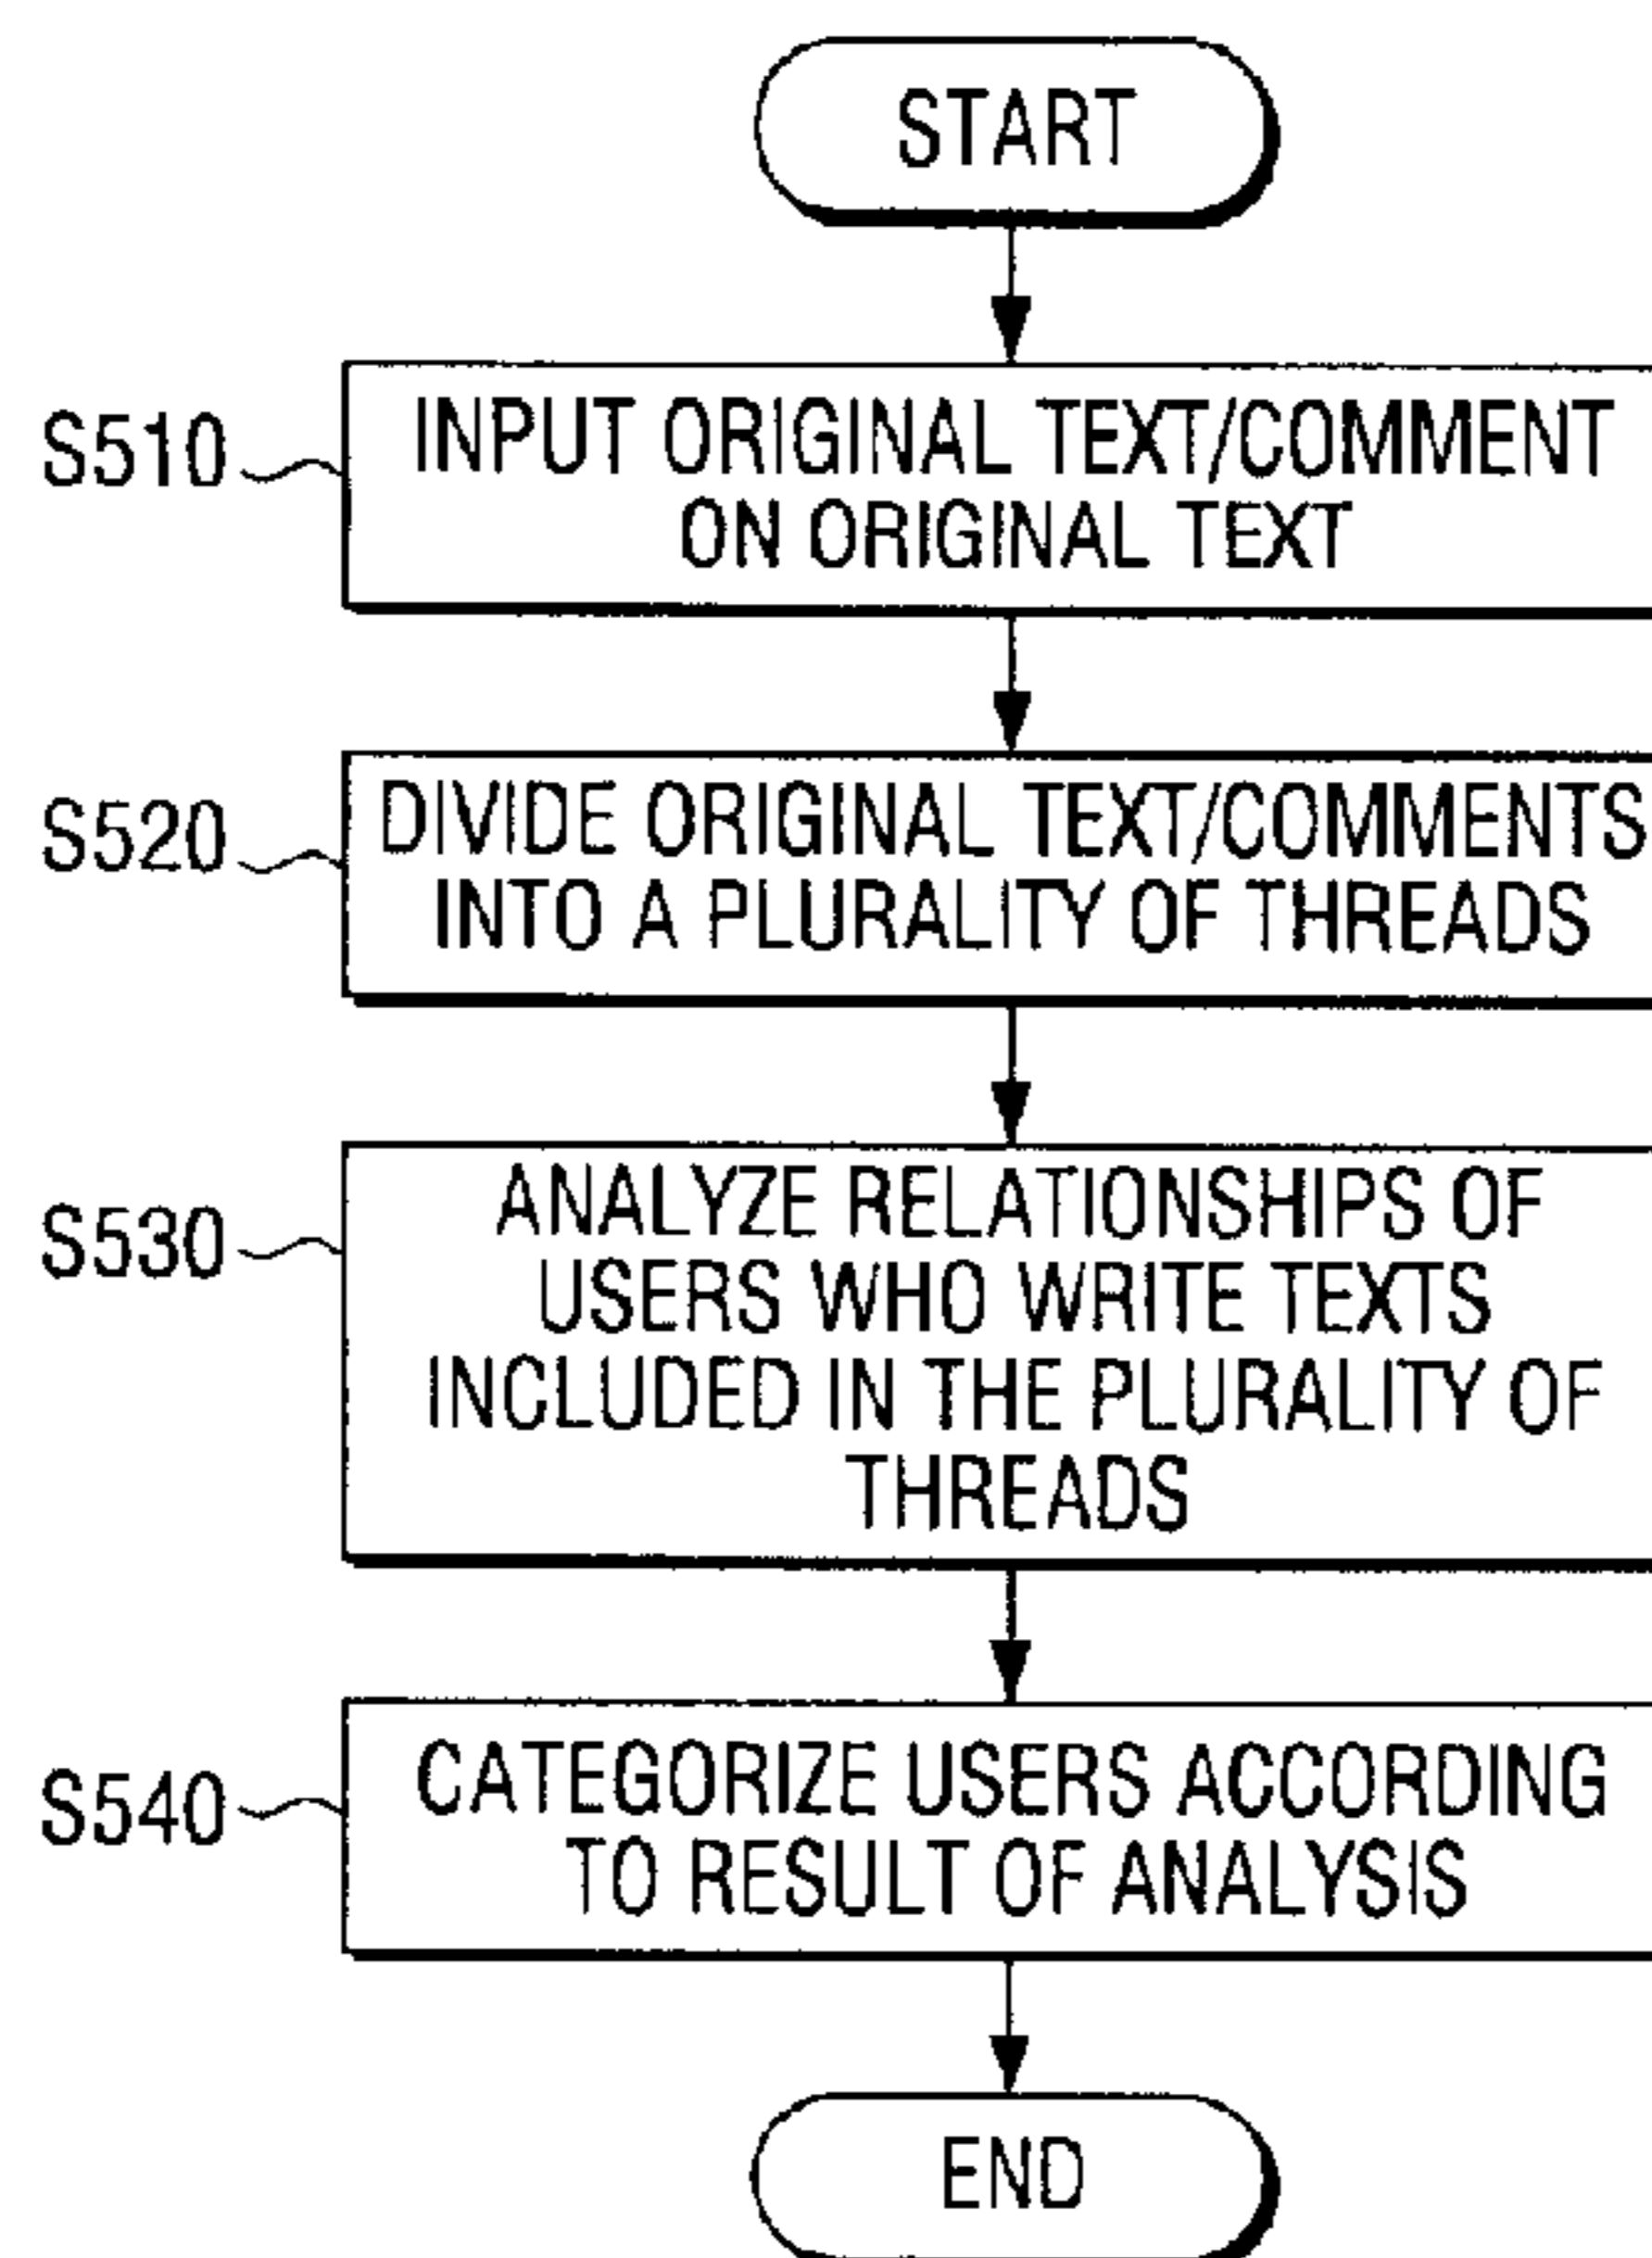 START
S510
INPUT ORIGINAL TEXT/COMMENT
ON ORIGINAL TEXT
S520
DIVIDE ORIGINAL TEXT/COMMENTS
INTO A PLURALITY OF THREADS
S530
ANALYZE RELATIONSHIPS OF
USERS WHO WRITE TEXTS
INCLUDED IN THE PLURALITY OF
THREADS
S540
CATEGORIZE USERS ACCORDING
TO RESULT OF ANALYSIS
END